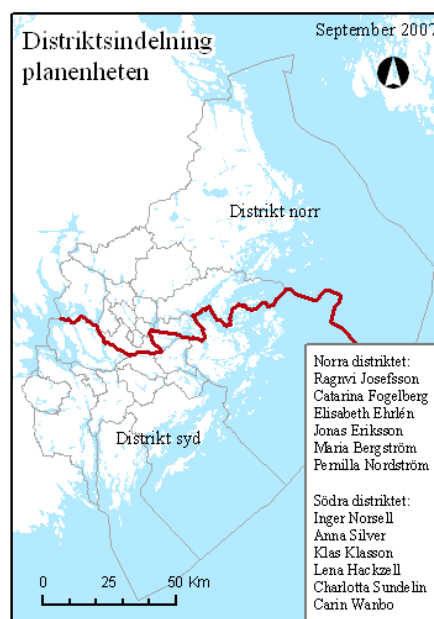 Distriktsindelning
planenheten
September 2007
Distrikt norr
Distrikt syd
Norra distriktet:
Ragnvi Josefsson
Catarina Fogelberg
Elisabeth Ehrlén
Jonas Eriksson
Maria Bergström
Pernilla Nordström
Södra distriktet:
Inger Norsell
Anna Silver
Klas Klasson
Lena Hackzell
Charlotta Sundelin
Carin Wanbo
0 25 50 Km